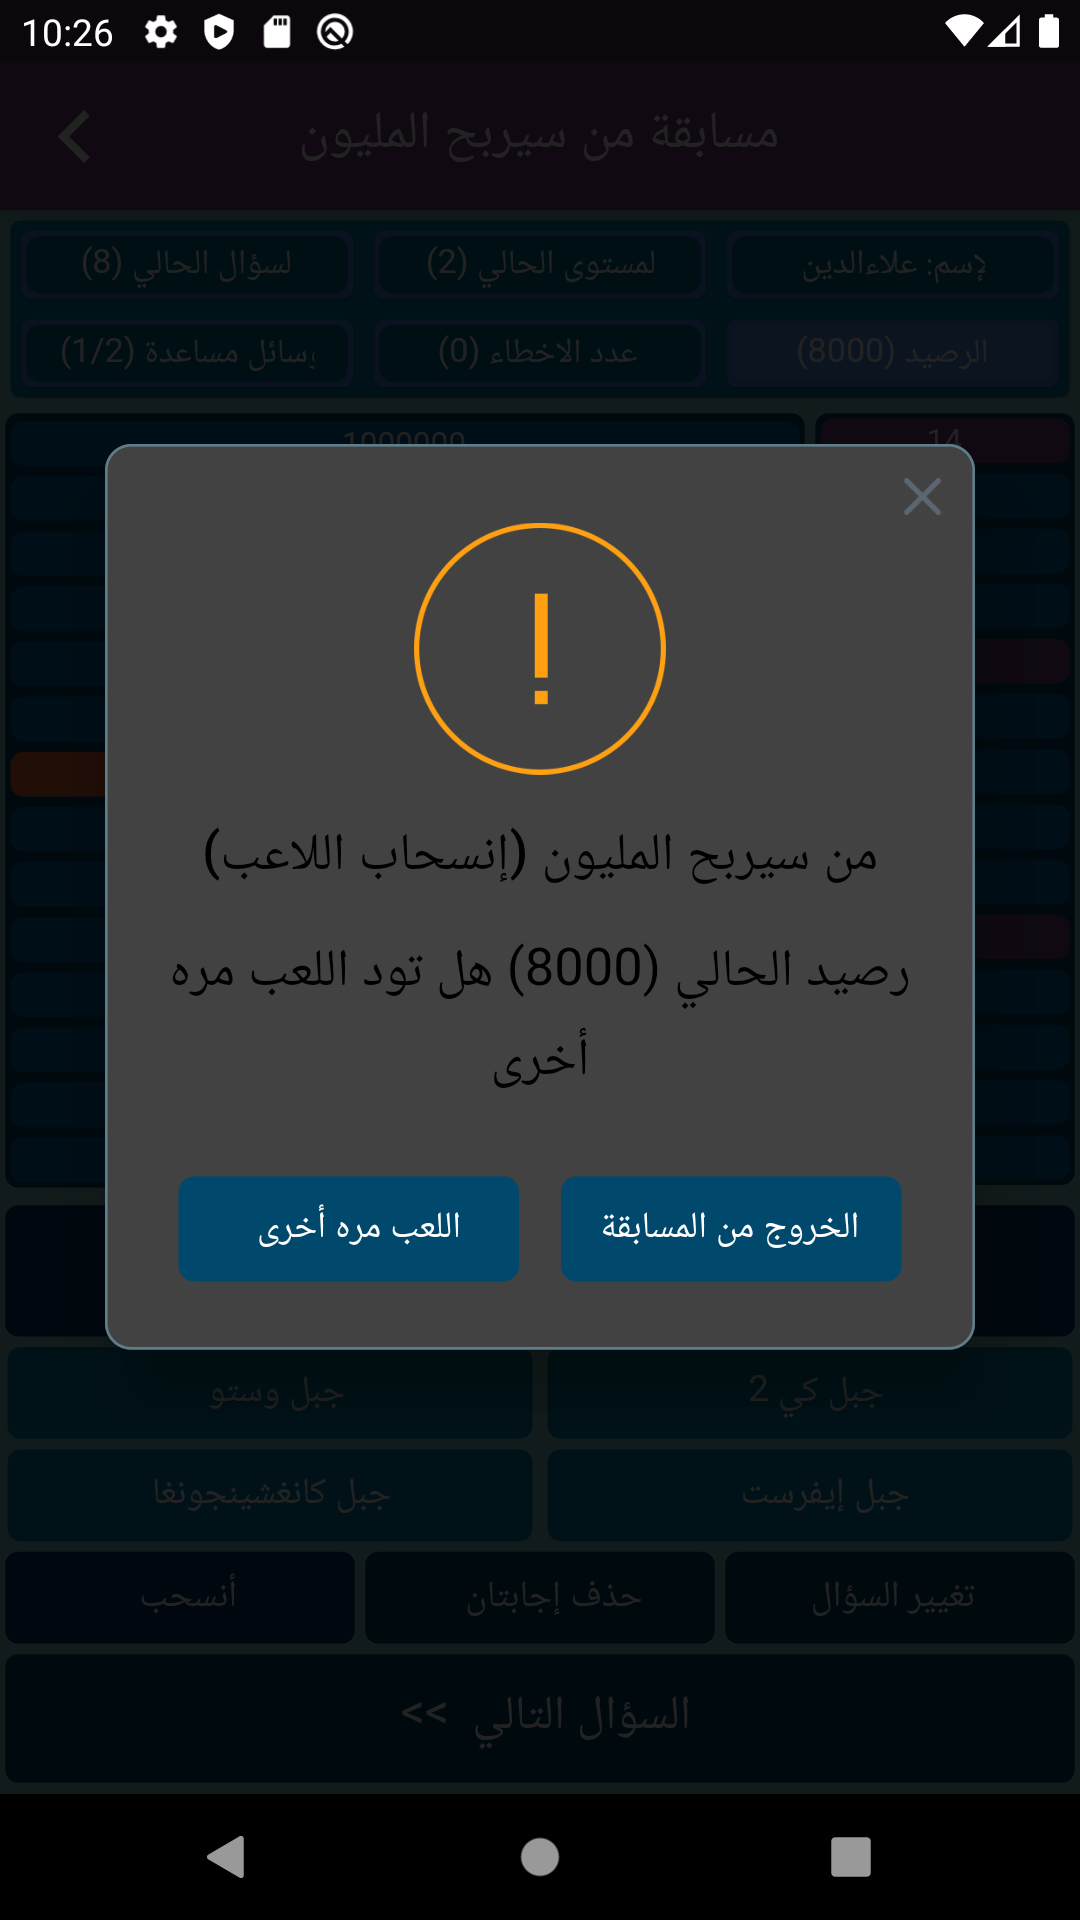 10:26
مسابقة من سيربح المليون
لإسم: علاءالدين
لمستوى الحالي (2)
لسؤال الحالي (8)
الرصيد (8000)
عدد الاخطاء (0)
وسائل مساعدة (1/2)
14
1000000
من سيربح المليون (إنسحاب اللاعب)
رصيد الحالي (8000) هل تود اللعب مره
أخرى
الخروج من المسابقة
اللعب مره أخرى
جبل كي 2
جبل وستو
جبل إيفرست
جبل كانغشينجونغا
تغيير السؤال
حذف إجابتان
أنسحب
السؤال التالي >>